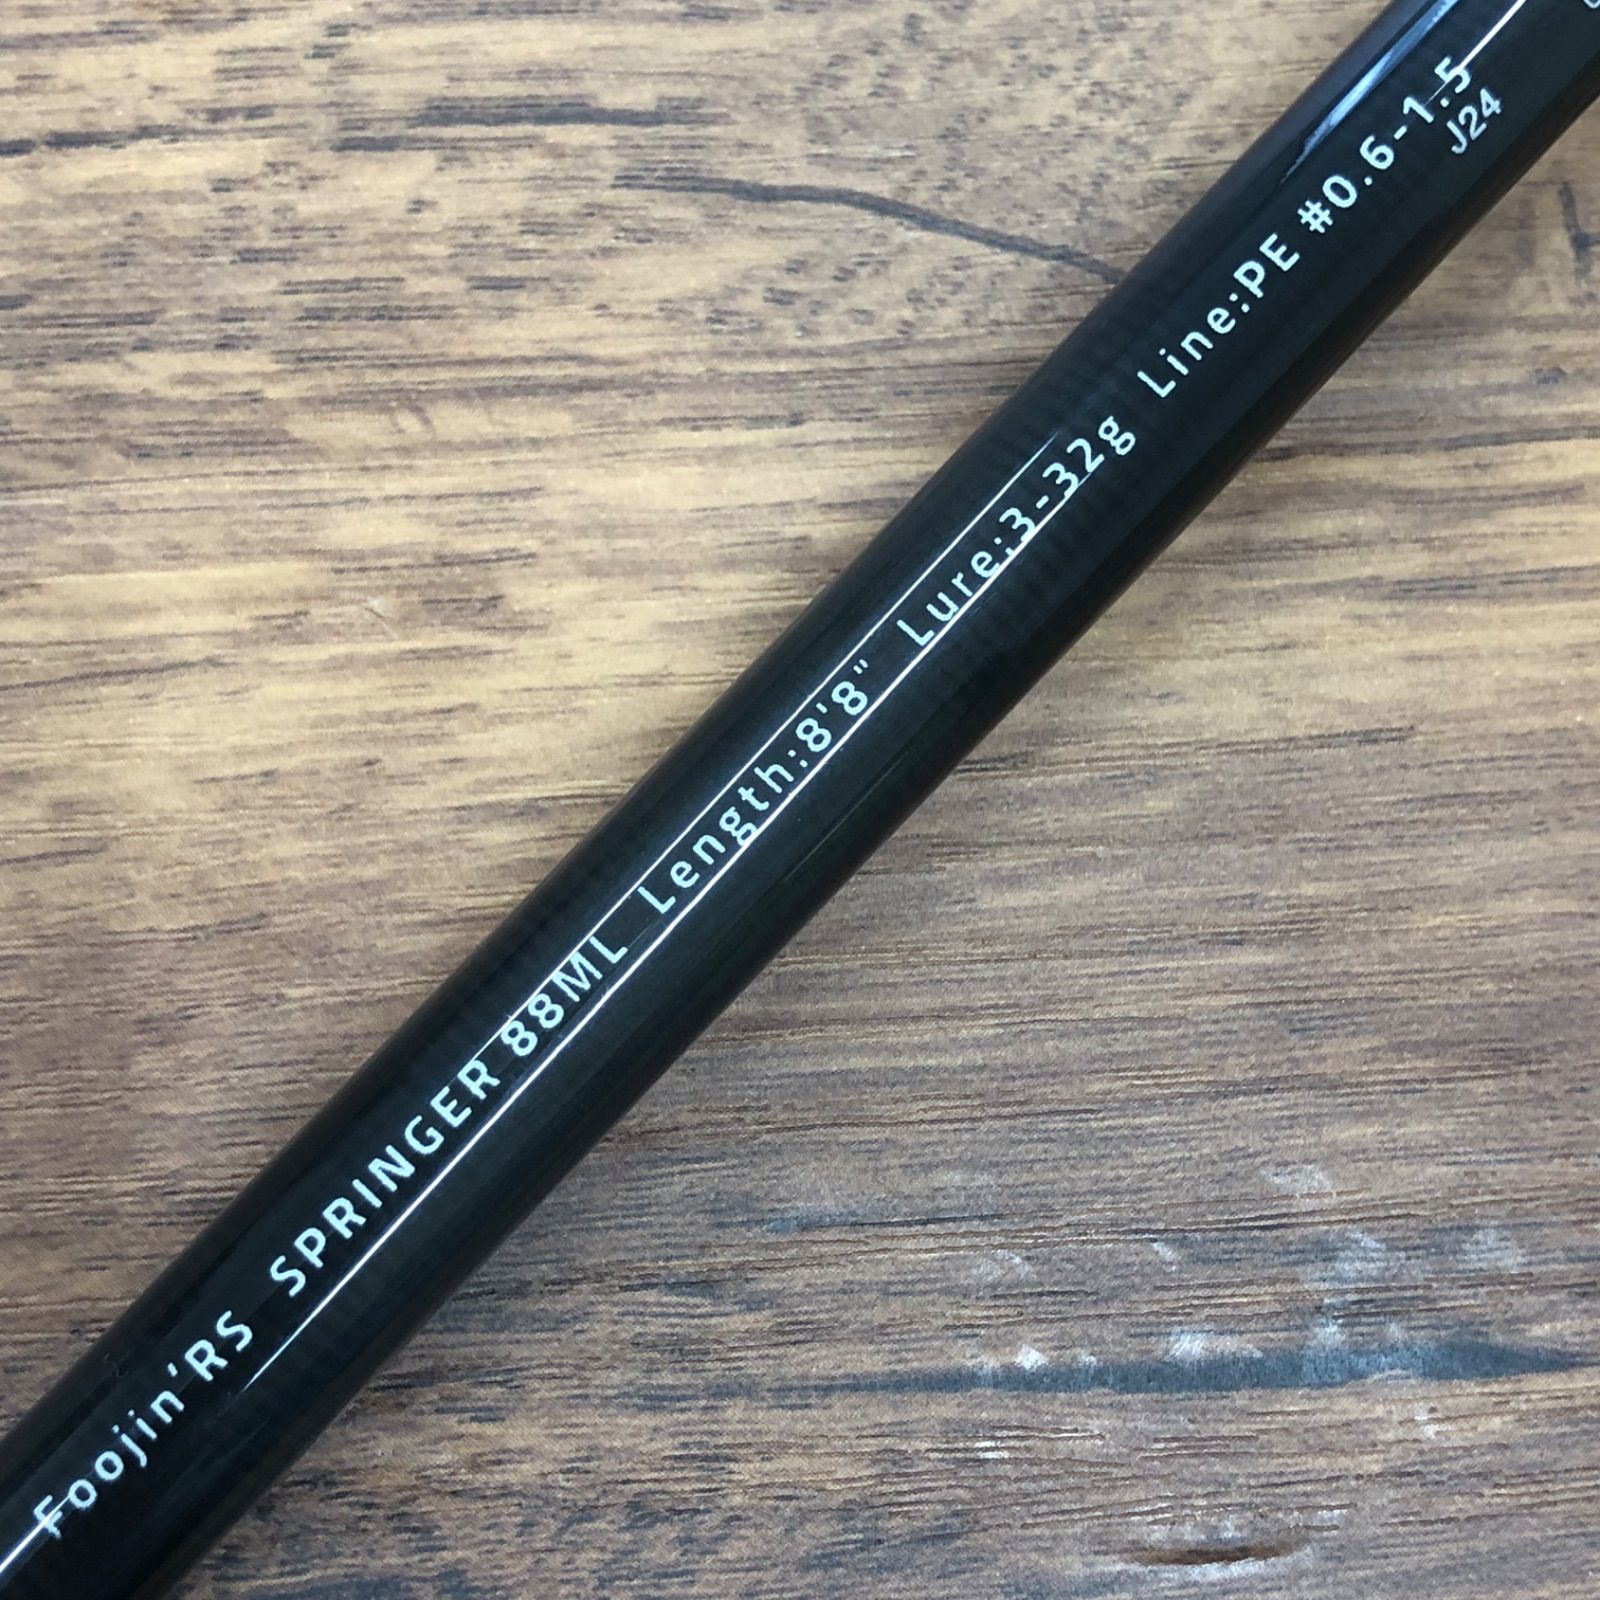 Foojin'RS SPRINGER 88ML Length:8'8" Lure:3-32g Line:PE #0.6-1.5
J24